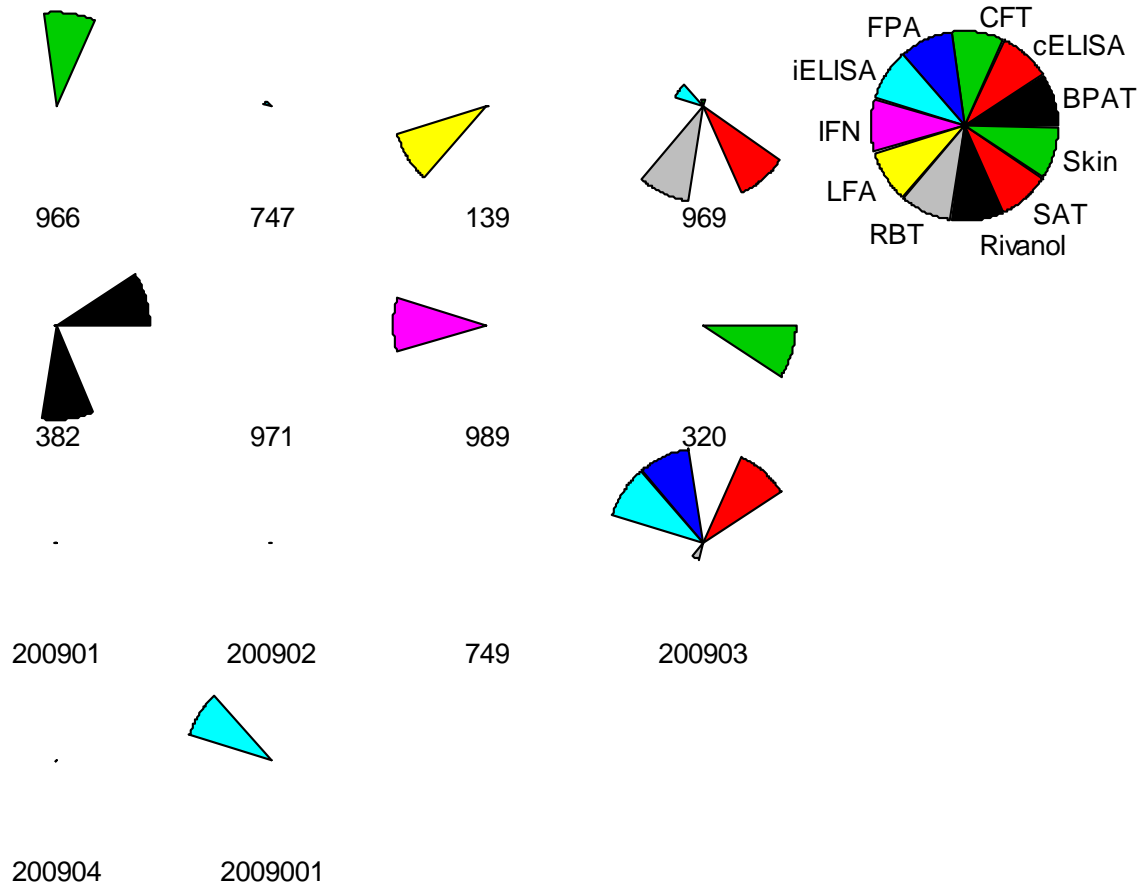 CFT
FPA
cELISA
iELISA
BPAT
IFN
Skin
LFA
SAT
RBT
Rivanol
966
747
139
969
382
971
989
320
200901
200902
749
200903
200904
2009001